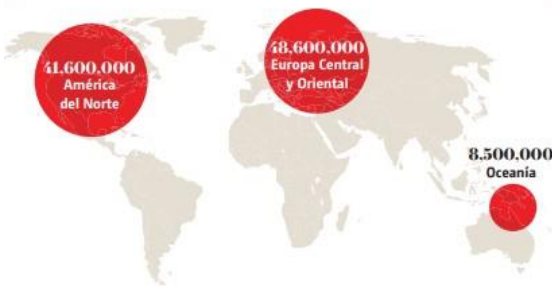 41,600,000
América
del Norte
48,600,000
Europa Central
y Oriental
8,500,000
Oceanía